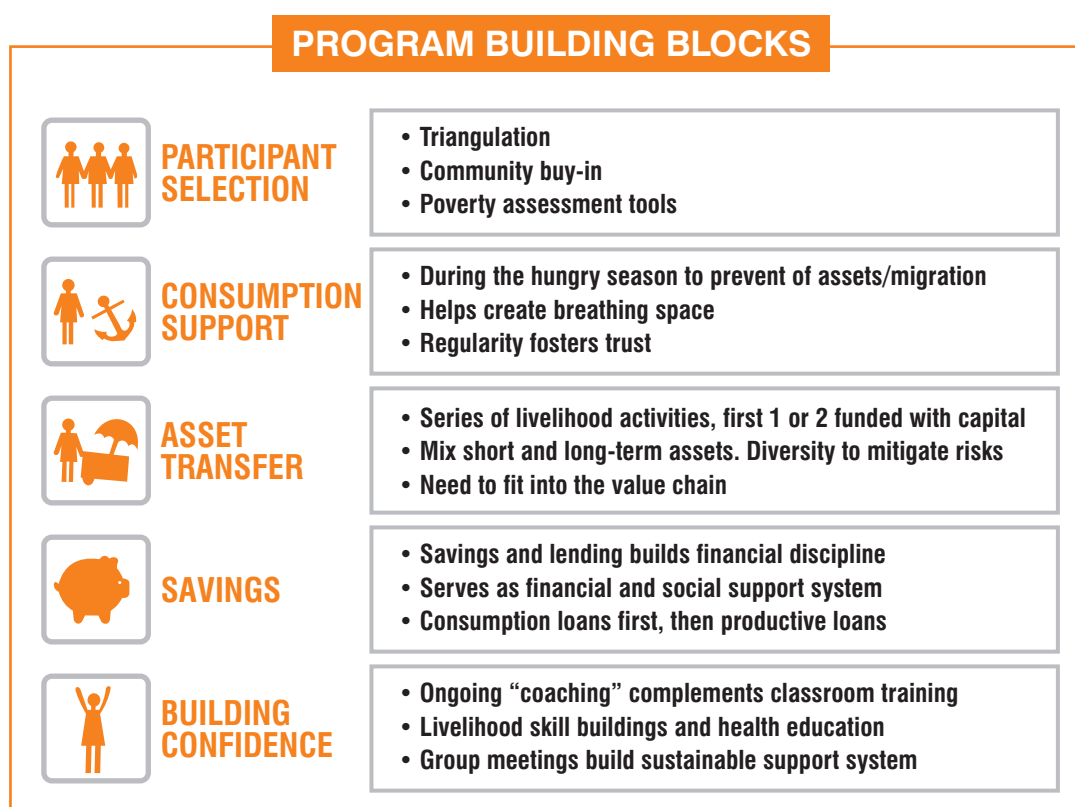 PROGRAM BUILDING BLOCKS
PARTICIPANT
SELECTION
• Triangulation
• Community buy-in
• Poverty assessment tools
CONSUMPTION
SUPPORT
• During the hungry season to prevent of assets/migration
• Helps create breathing space
• Regularity fosters trust
ASSET
TRANSFER
• Series of livelihood activities, first 1 or 2 funded with capital
• Mix short and long-term assets. Diversity to mitigate risks
• Need to fit into the value chain
SAVINGS
• Savings and lending builds financial discipline
• Serves as financial and social support system
• Consumption loans first, then productive loans
BUILDING
CONFIDENCE
• Ongoing “coaching” complements classroom training
• Livelihood skill buildings and health education
• Group meetings build sustainable support system